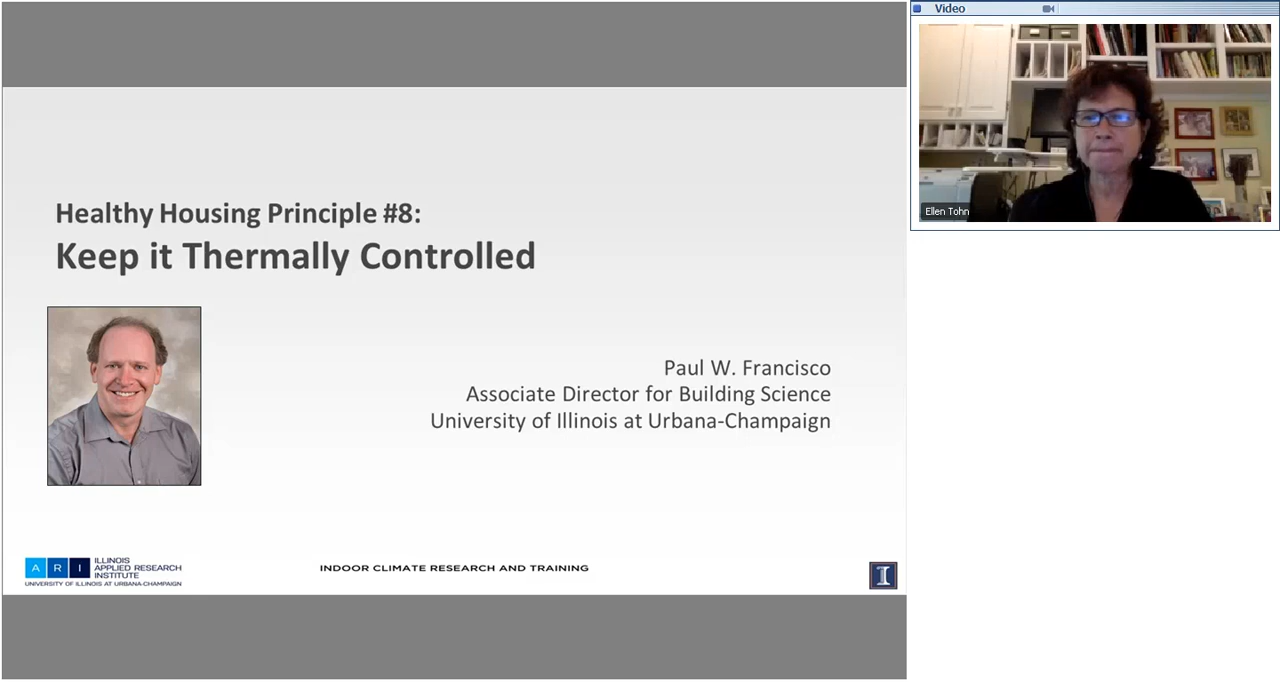 Video
Healthy Housing Principle #8:
Keep it Thermally Controlled
Paul W. Francisco
Associate Director for Building Science
University of Illinois at Urbana-Champaign
ARI ILLINOIS
APPLIED RESEARCH
INSTITUTE
UNIVERSITY OF ILLINOIS AT URBANA-CHAMPAIGN
INDOOR CLIMATE RESEARCH AND TRAINING
I
Ellen Tohn